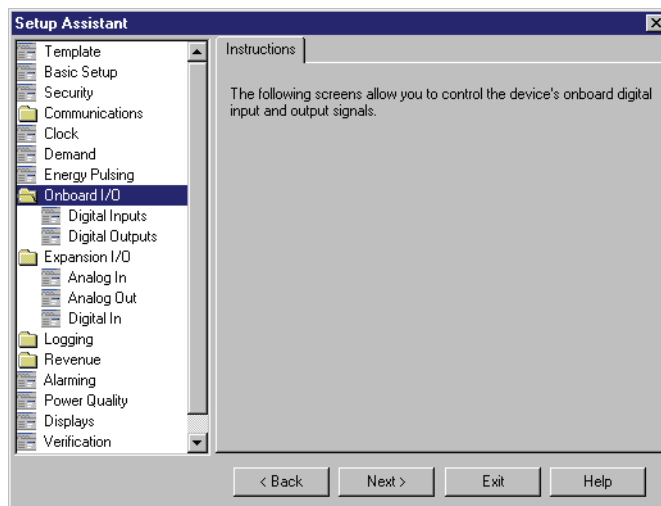 Setup Assistant
Template
Basic Setup
Security
Communications
Clock
Demand
Energy Pulsing
Onboard I/O
Digital Inputs
Digital Outputs
Expansion I/O
Analog In
Analog Out
Digital In
Logging
Revenue
Alarming
Power Quality
Displays
Verification
Instructions
The following screens allow you to control the device's onboard digital
input and output signals.
< Back
Next >
Exit
Help